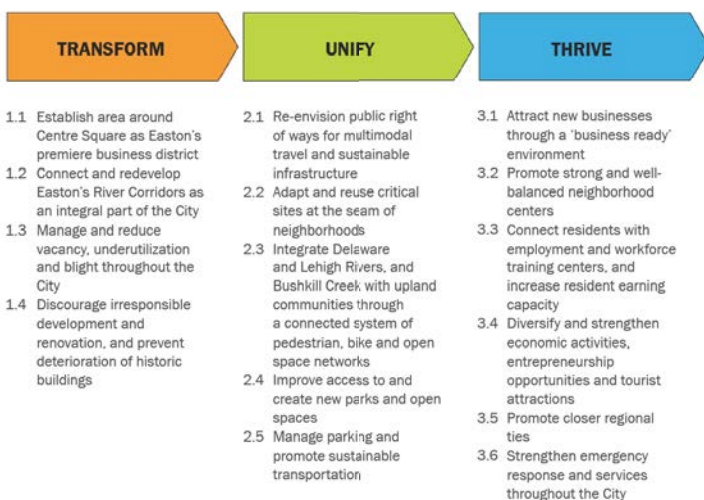 TRANSFORM
1.1 Establish area around
Centre Square as Easton's
premiere business district
1.2 Connect and redevelop
Easton's River Corridors as
an integral part of the City
1.3 Manage and reduce
vacancy, underutilization
and blight throughout the
City
1.4 Discourage irresponsible
development and
renovation, and prevent
deterioration of historic
buildings
UNIFY
2.1 Re-envision public right
of ways for multimodal
travel and sustainable
infrastructure
2.2 Adapt and reuse critical
sites at the seam of
neighborhoods
2.3 Integrate Delaware
and Lehigh Rivers, and
Bushkill Creek with upland
communities through
a connected system of
pedestrian, bike and open
space networks
2.4 Improve access to and
create new parks and open
spaces
2.5 Manage parking and
promote sustainable
transportation
THRIVE
3.1 Attract new businesses
through a 'business ready'
environment
3.2 Promote strong and well-
balanced neighborhood
centers
3.3 Connect residents with
employment and workforce
training centers, and
increase resident earning
capacity
3.4 Diversify and strengthen
economic activities,
entrepreneurship
opportunities and tourist
attractions
3.5 Promote closer regional
ties
3.6 Strengthen emergency
response and services
throughout the City